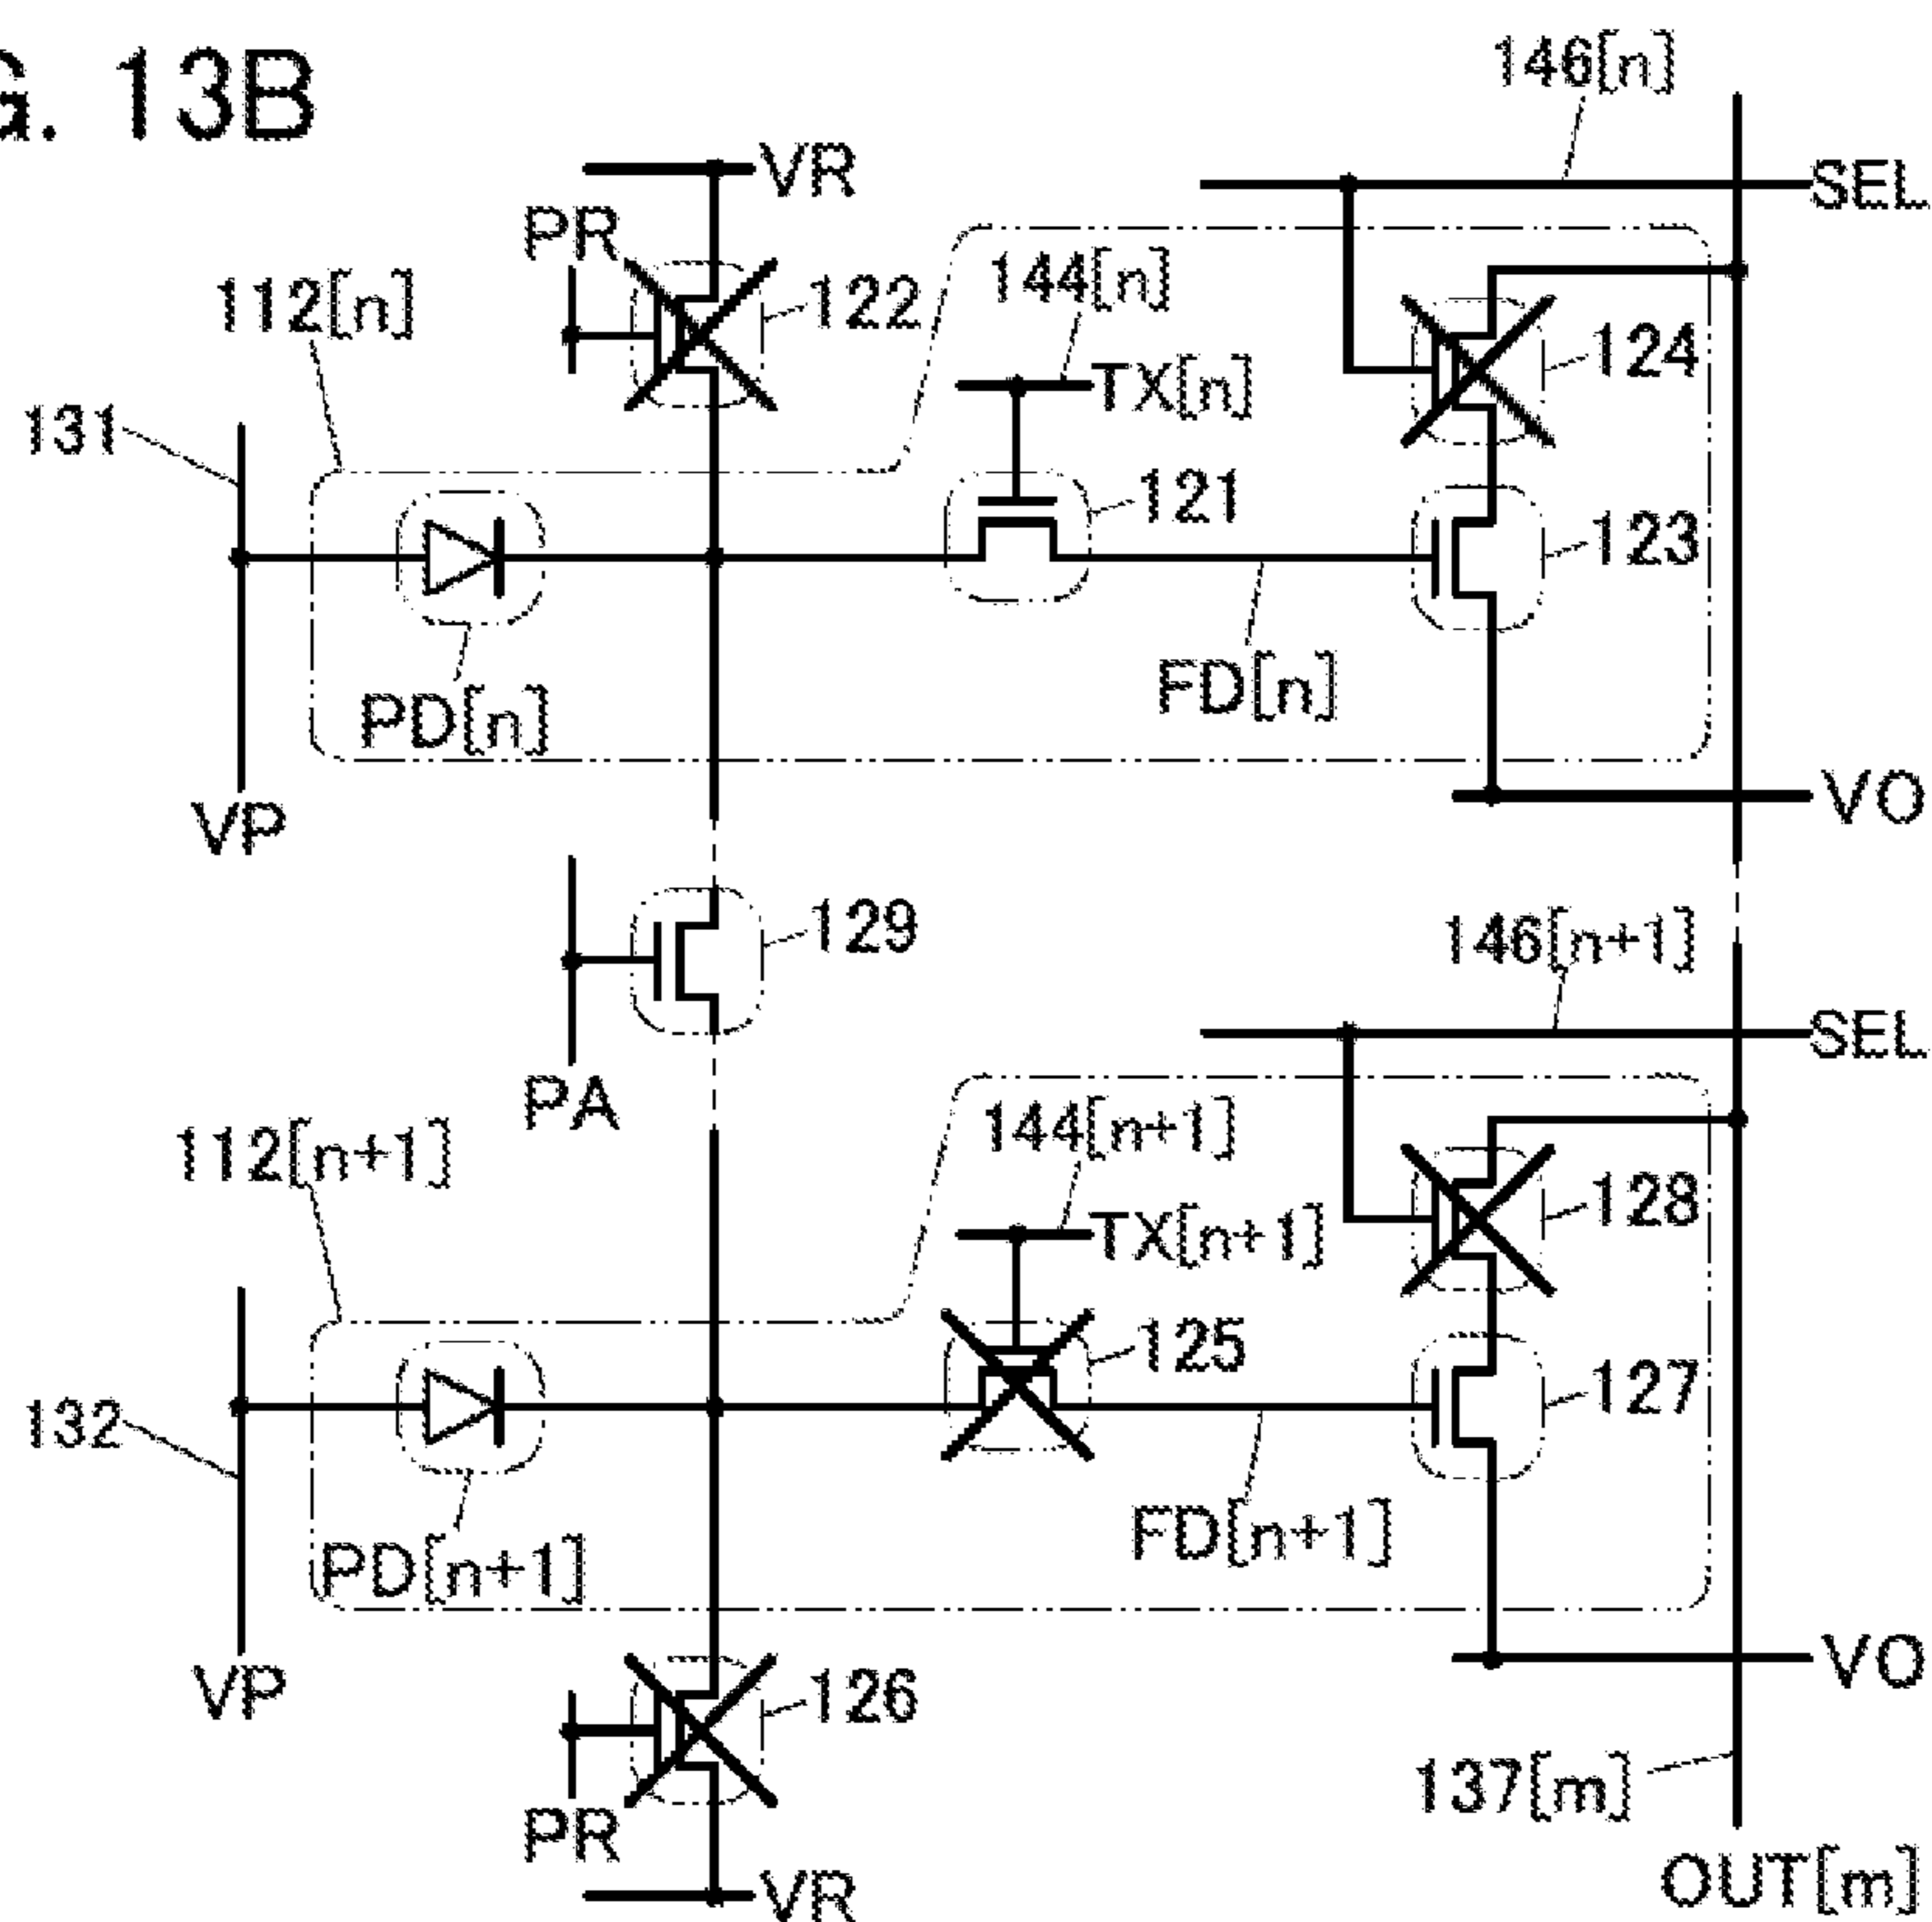 G. 13B
146[n]
VR
SEL
PR
112[n]
122
144[n]
124
131
TX[n]
121
123
PD[n]
FD[n]
VP
VO
129
146[n+1]
SEL
PA
112[n+1]
144[n+1]
128
TX[n+1]
125
127
132
PD[n+1]
FD[n+1]
VP
126
VO
137[m]
PR
VR
OUT[m]